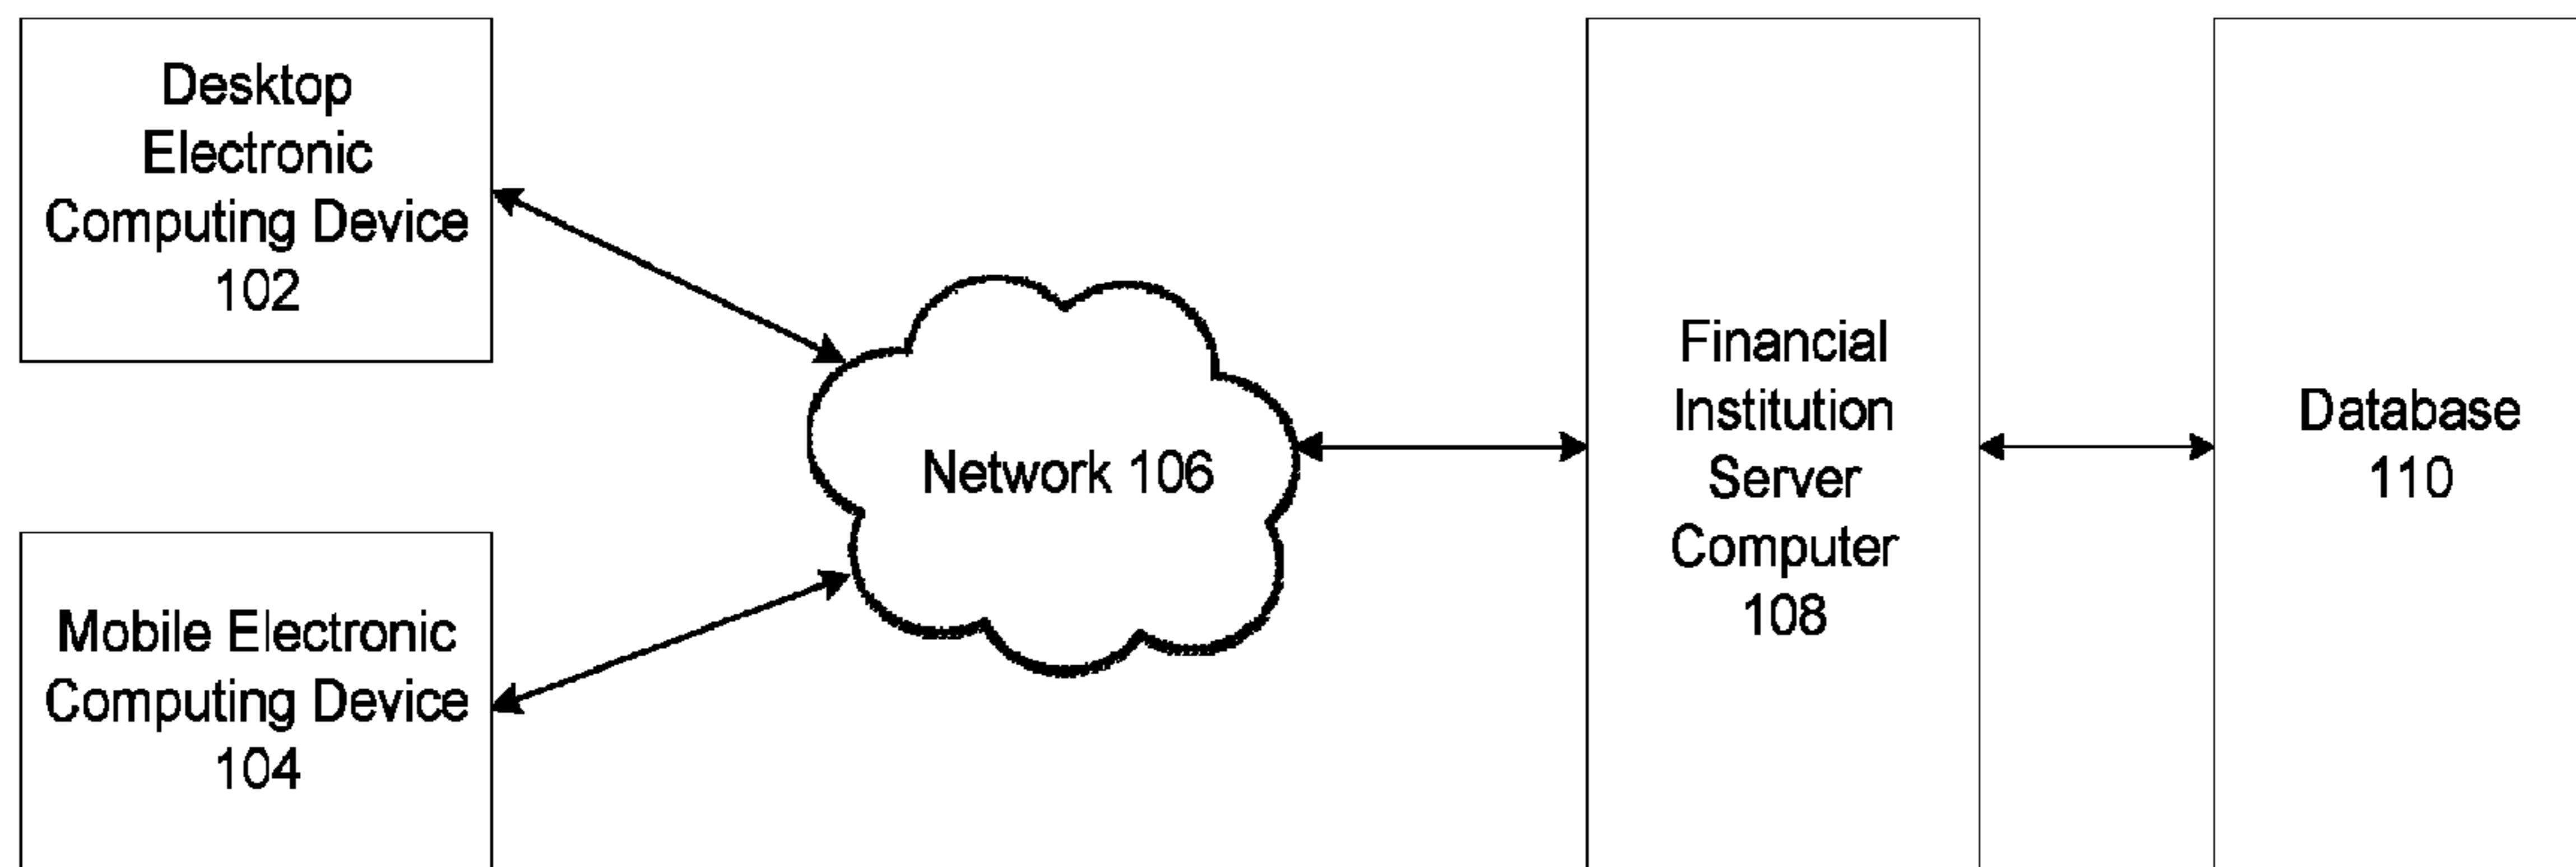 Desktop
Electronic
Computing Device
102
Mobile Electronic
Computing Device
104
Network 106
Financial
Institution
Server
Computer
108
Database
110